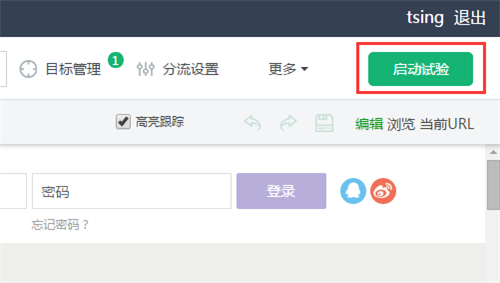 tsing 退出
目标管理 1 分流设置 更多 启动试验
高亮跟踪 编辑 浏览 当前URL
密码 登录
忘记密码？